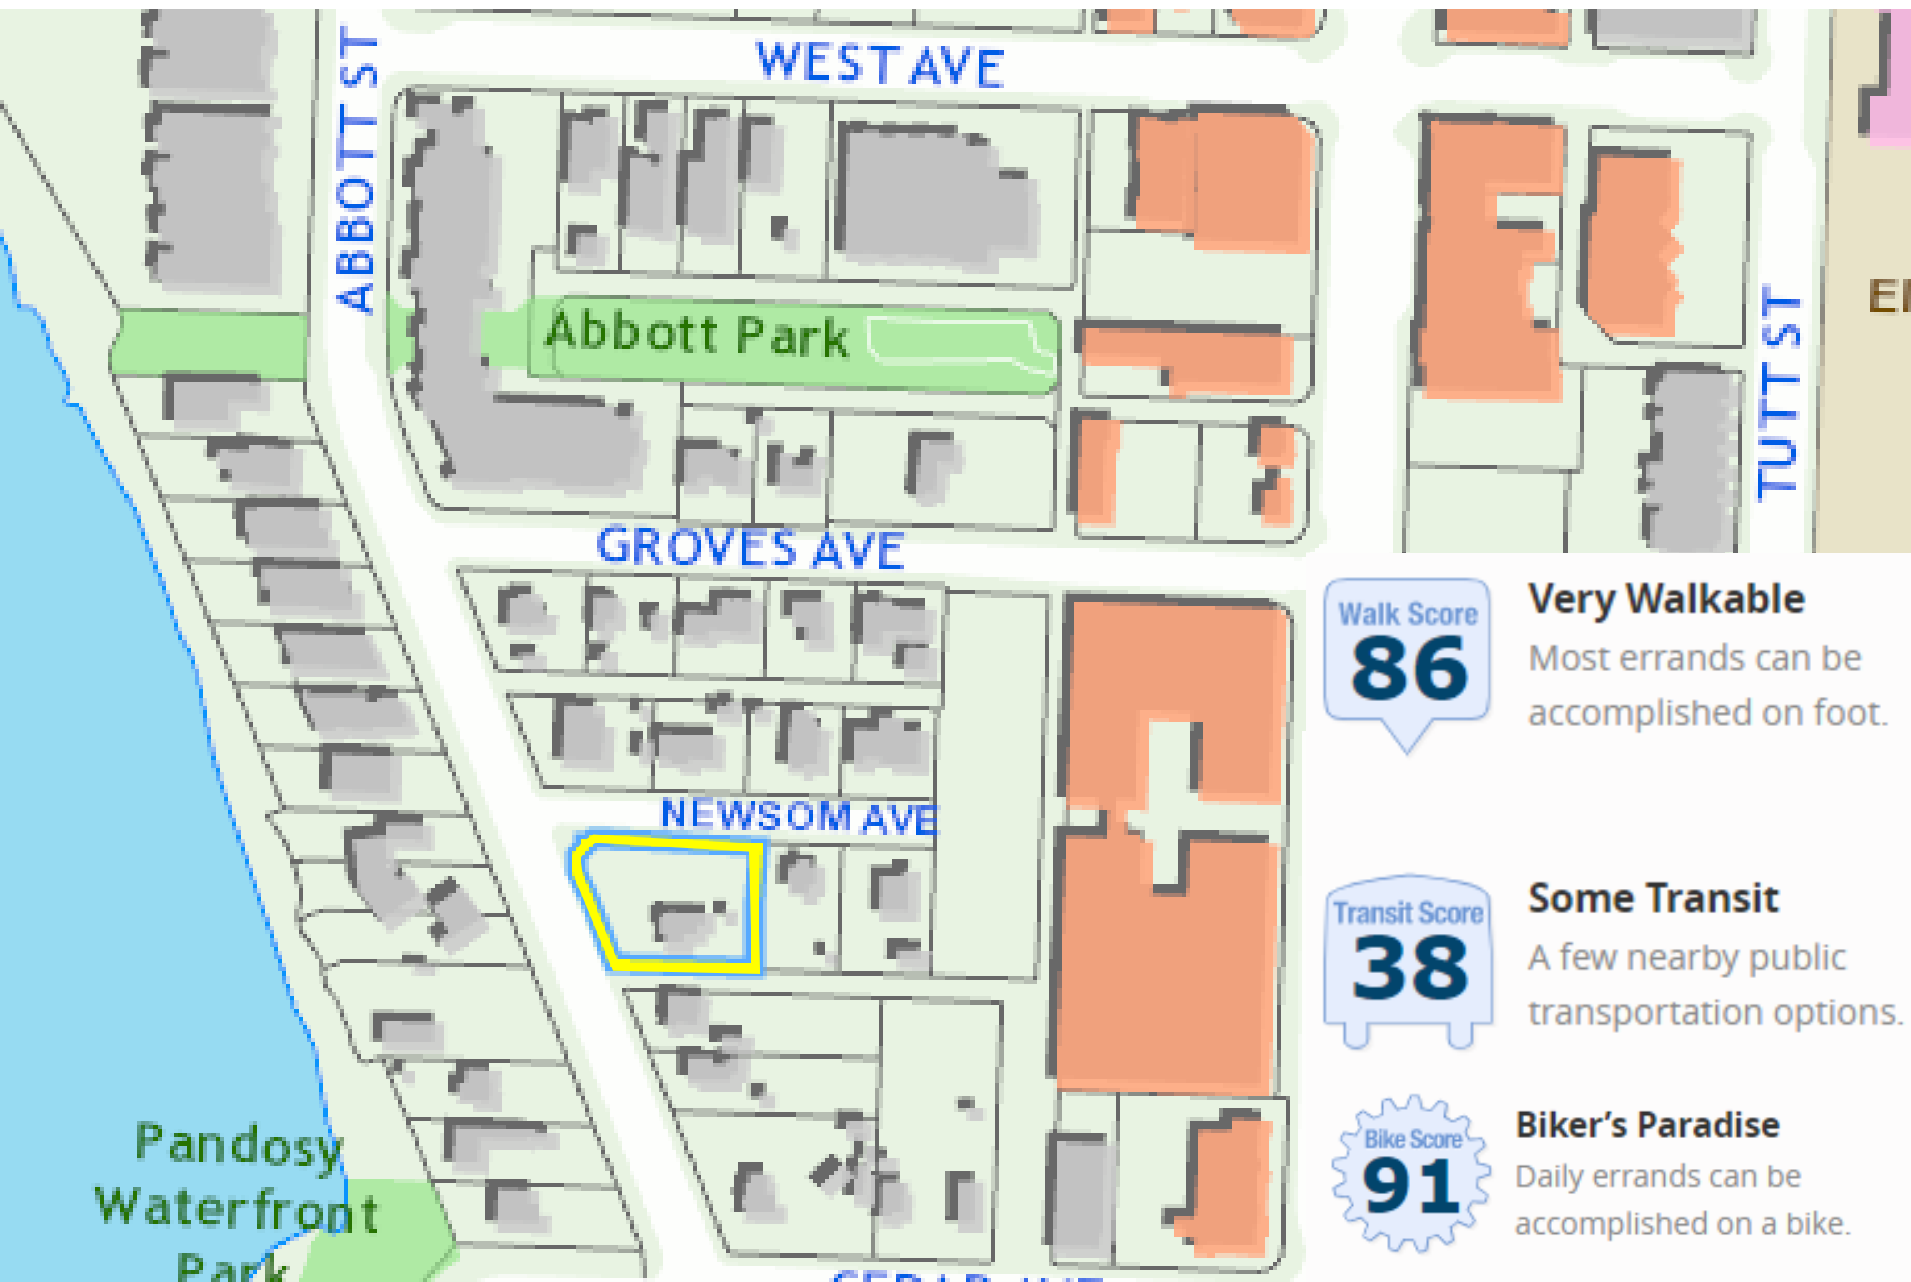 WEST AVE
ABBOTT ST
Abbott Park
TUTT ST
GROVES AVE
NEWSOM AVE
Pandosy
Waterfront
Park
Walk Score
86
Very Walkable
Most errands can be
accomplished on foot.
Transit Score
38
Some Transit
A few nearby public
transportation options.
Bike Score
91
Biker's Paradise
Daily errands can be
accomplished on a bike.
CEDAR AVE